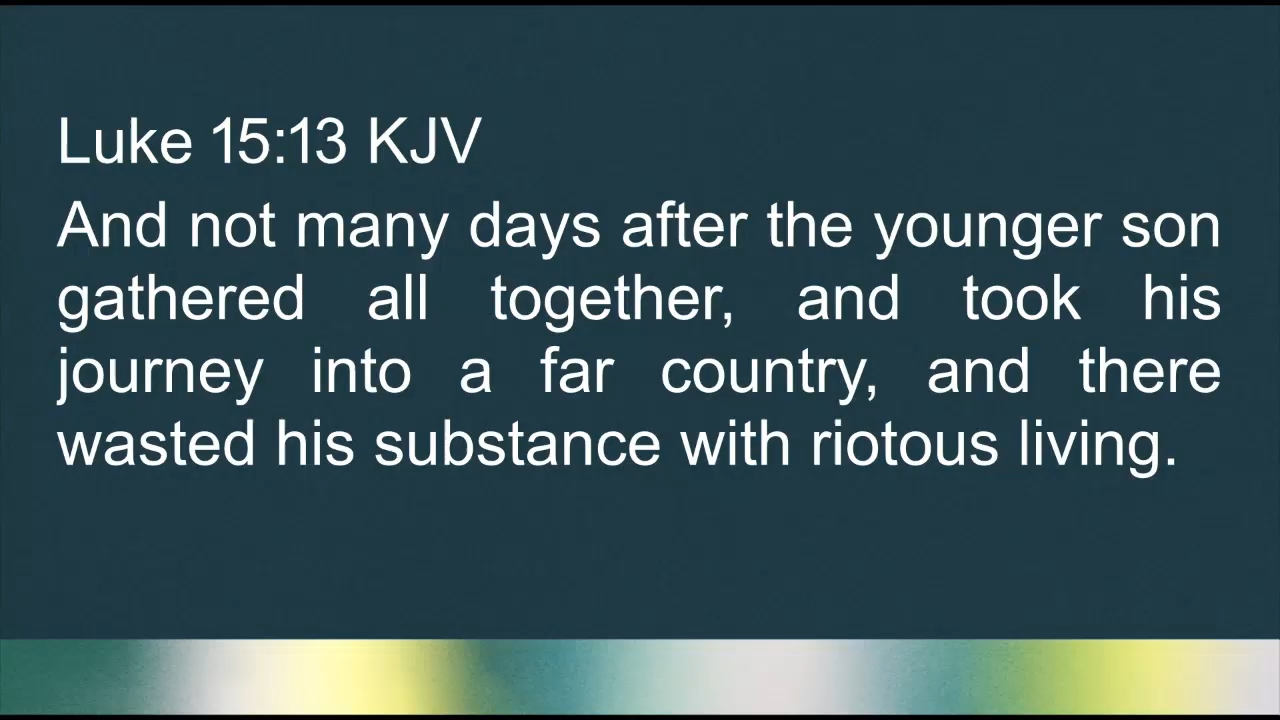 Luke 15:13 KJV
And not many days after the younger son
gathered all together, and took his
journey into a far country, and there
wasted his substance with riotous living.